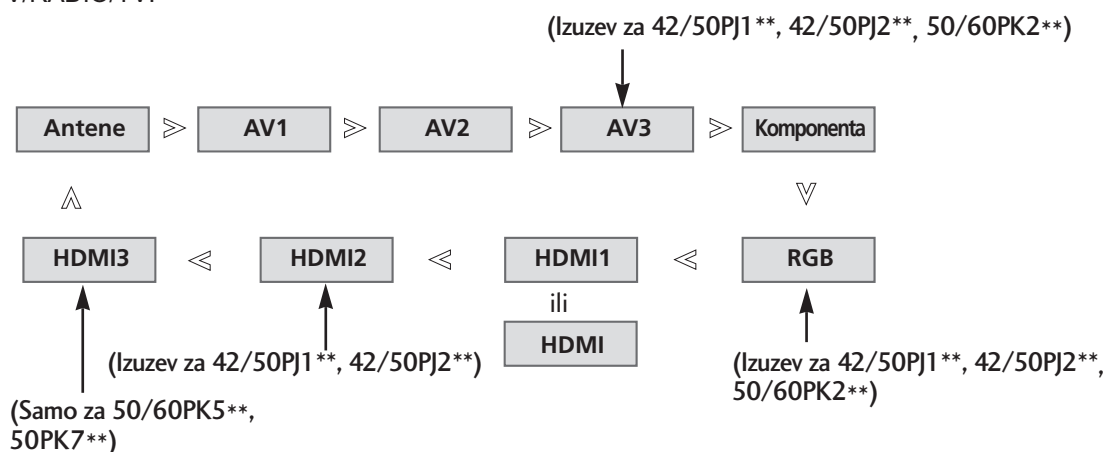 (Izuzev za 42/50PJ1**, 42/50PJ2**, 50/60PK2**)
Antene
AV1
AV2
AV3
Komponenta
HDMI3
HDMI2
HDMI1
RGB
ili
HDMI
(Izuzev za 42/50PJ1**, 42/50PJ2**)
(Izuzev za 42/50PJ1**, 42/50PJ2**,
50/60PK2**)
(Samo za 50/60PK5**,
50PK7**)